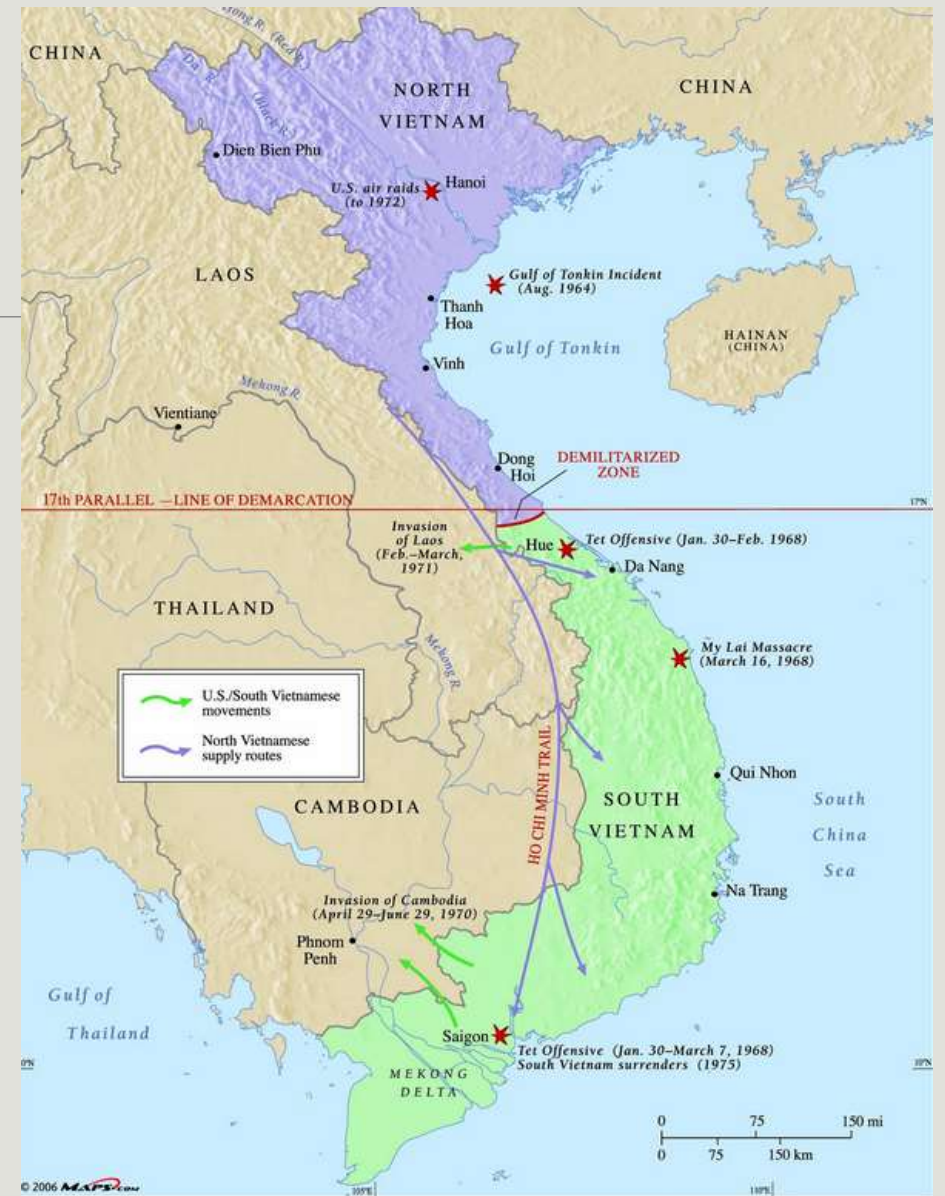 Hong R. (Red R.)
CHINA
Da R.
(Black R.)
NORTH
VIETNAM
CHINA
Dien Bien Phu
U.S. air raids
(to 1972)
Hanoi
LAOS
Gulf of Tonkin Incident
(Aug. 1964)
Thanh
Hoa
HAINAN
(CHINA)
Gulf of Tonkin
Vinh
Mekong R.
Vientiane
Dong
Hoi
DEMILITARIZED
ZONE
17th PARALLEL — LINE OF DEMARCATION
17°N
Invasion
of Laos
(Feb.–March,
1971)
Hue
Tet Offensive (Jan. 30–Feb. 1968)
Da Nang
THAILAND
Mekong R.
My Lai Massacre
(March 16, 1968)
U.S./South Vietnamese
movements
North Vietnamese
supply routes
HO CHI MINH TRAIL
Qui Nhon
CAMBODIA
SOUTH
VIETNAM
South
China
Sea
Na Trang
Invasion of Cambodia
(April 29–June 29, 1970)
Phnom
Penh
Gulf of
Thailand
Saigon
Tet Offensive (Jan. 30–March 7, 1968)
South Vietnam surrenders (1975)
10°N
MEKONG
DELTA
0 75 150 mi
0 75 150 km
© 2006 MAPS.com
105°E
110°E